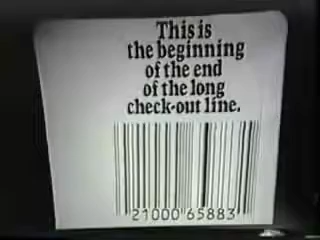 This is
the beginning
of the end
of the long
check-out line.
21000 65883